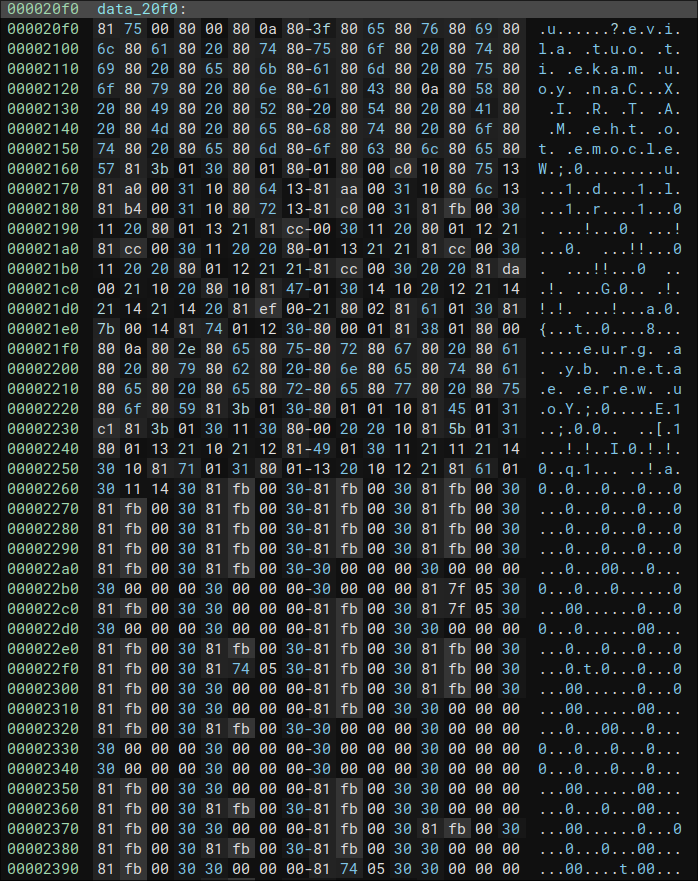 000020f0 data_20f0:
000020f0 81 75 00 80 00 80 0a 80-3f 80 65 80 76 80 69 80 .u......?.e.v.i.
00002100 6c 80 61 80 20 80 74 80-75 80 6f 80 20 80 74 80 l.a. .t.u.o. .t.
00002110 69 80 20 80 65 80 6b 80-61 80 6d 80 20 80 75 80 i. .e.k.a.m. .u.
00002120 6f 80 79 80 20 80 6e 80-61 80 43 80 0a 80 58 80 o.y. .n.a.C...X.
00002130 20 80 49 80 20 80 52 80-20 80 54 80 20 80 41 80  .I. .R. .T. .A.
00002140 20 80 4d 80 20 80 65 80-68 80 74 80 20 80 6f 80  .M. .e.h.t. .o.
00002150 74 80 20 80 65 80 6d 80-6f 80 63 80 6c 80 65 80 t. .e.m.o.c.l.e.
00002160 57 81 3b 01 30 80 01 80-01 80 00 c0 10 80 75 13 W.;.0.........u.
00002170 81 a0 00 31 10 80 64 13-81 aa 00 31 10 80 6c 13 ...1..d....1..l.
00002180 81 b4 00 31 10 80 72 13-81 c0 00 31 81 fb 00 30 ...1..r....1...0
00002190 11 20 80 01 13 21 81 cc-00 30 11 20 80 01 12 21 . ...!...0. ...!
000021a0 81 cc 00 30 11 20 20 80-01 13 21 21 81 cc 00 30 ...0.  ...!!...0
000021b0 11 20 20 80 01 12 21 21-81 cc 00 30 20 20 81 da .  ...!!...0  ..
000021c0 00 21 10 20 80 10 81 47-01 30 14 10 20 12 21 14 .!. ...G.0.. .!.
000021d0 21 14 21 14 20 81 ef 00-21 80 02 81 61 01 30 81 !.!. ...!...a.0.
000021e0 7b 00 14 81 74 01 12 30-80 00 01 81 38 01 80 00 {...t..0....8...
000021f0 80 0a 80 2e 80 65 80 75-80 72 80 67 80 20 80 61 .....e.u.r.g. .a
00002200 80 20 80 79 80 62 80 20-80 6e 80 65 80 74 80 61 . .y.b. .n.e.t.a
00002210 80 65 80 20 80 65 80 72-80 65 80 77 80 20 80 75 .e. .e.r.e.w. .u
00002220 80 6f 80 59 81 3b 01 30-80 01 01 10 81 45 01 31 .o.Y.;.0.....E.1
00002230 c1 81 3b 01 30 11 30 80-00 20 20 10 81 5b 01 31 ..;.0.0..  ..[.1
00002240 80 01 13 21 10 21 12 81-49 01 30 11 21 11 21 14 ...!.!..I.0.!.!.
00002250 30 10 81 71 01 31 80 01-13 20 10 12 21 81 61 01 0..q.1... ..!.a.
00002260 30 11 14 30 81 fb 00 30-81 fb 00 30 81 fb 00 30 0..0...0...0...0
00002270 81 fb 00 30 81 fb 00 30-81 fb 00 30 81 fb 00 30 ...0...0...0...0
00002280 81 fb 00 30 81 fb 00 30-81 fb 00 30 81 fb 00 30 ...0...0...0...0
00002290 81 fb 00 30 81 fb 00 30-81 fb 00 30 81 fb 00 30 ...0...0...0...0
000022a0 81 fb 00 30 81 fb 00 30-30 00 00 00 30 00 00 00 ...0...00...0...
000022b0 30 00 00 00 30 00 00 00-30 00 00 00 81 7f 05 30 0...0...0......0
000022c0 81 fb 00 30 30 00 00 00-81 fb 00 30 81 7f 05 30 ...00......0...0
000022d0 30 00 00 00 30 00 00 00-81 fb 00 30 30 00 00 00 0...0......00...
000022e0 81 fb 00 30 81 fb 00 30-81 fb 00 30 81 fb 00 30 ...0...0...0...0
000022f0 81 fb 00 30 81 74 05 30-81 fb 00 30 81 fb 00 30 ...0.t.0...0...0
00002300 81 fb 00 30 30 00 00 00-81 fb 00 30 81 fb 00 30 ...00......0...0
00002310 81 fb 00 30 30 00 00 00-81 fb 00 30 30 00 00 00 ...00......00...
00002320 81 fb 00 30 81 fb 00 30-30 00 00 00 30 00 00 00 ...0...00...0...
00002330 30 00 00 00 30 00 00 00-30 00 00 00 30 00 00 00 0...0...0...0...
00002340 30 00 00 00 30 00 00 00-30 00 00 00 30 00 00 00 0...0...0...0...
00002350 81 fb 00 30 30 00 00 00-81 fb 00 30 30 00 00 00 ...00......00...
00002360 81 fb 00 30 81 fb 00 30-81 fb 00 30 30 00 00 00 ...0...0...00...
00002370 81 fb 00 30 30 00 00 00-81 fb 00 30 81 fb 00 30 ...00......0...0
00002380 81 fb 00 30 81 fb 00 30-81 fb 00 30 30 00 00 00 ...0...0...00...
00002390 81 fb 00 30 30 00 00 00-81 74 05 30 30 00 00 00 ...00....t.00...